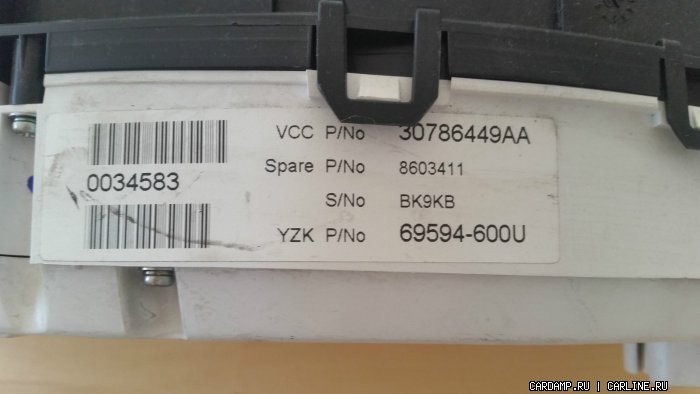 VCC P/No 30786449AA
Spare P/No 8603411
0034583
S/No BK9KB
YZK P/No 69594-600U
CARDAMP.RU | CARLINE.RU